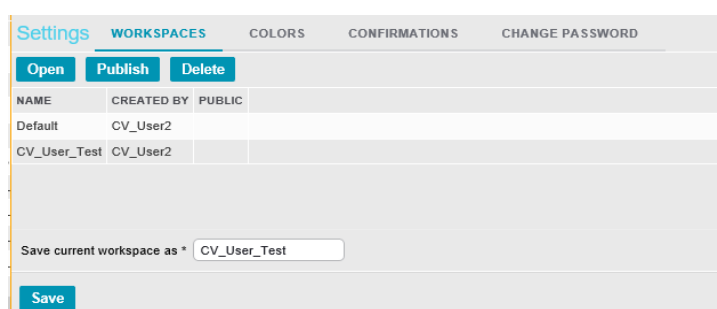 Settings WORKSPACES COLORS CONFIRMATIONS CHANGE PASSWORD
Open Publish Delete
NAME CREATED BY PUBLIC
Default CV_User2
CV_User_Test CV_User2
Save current workspace as * CV_User_Test
Save